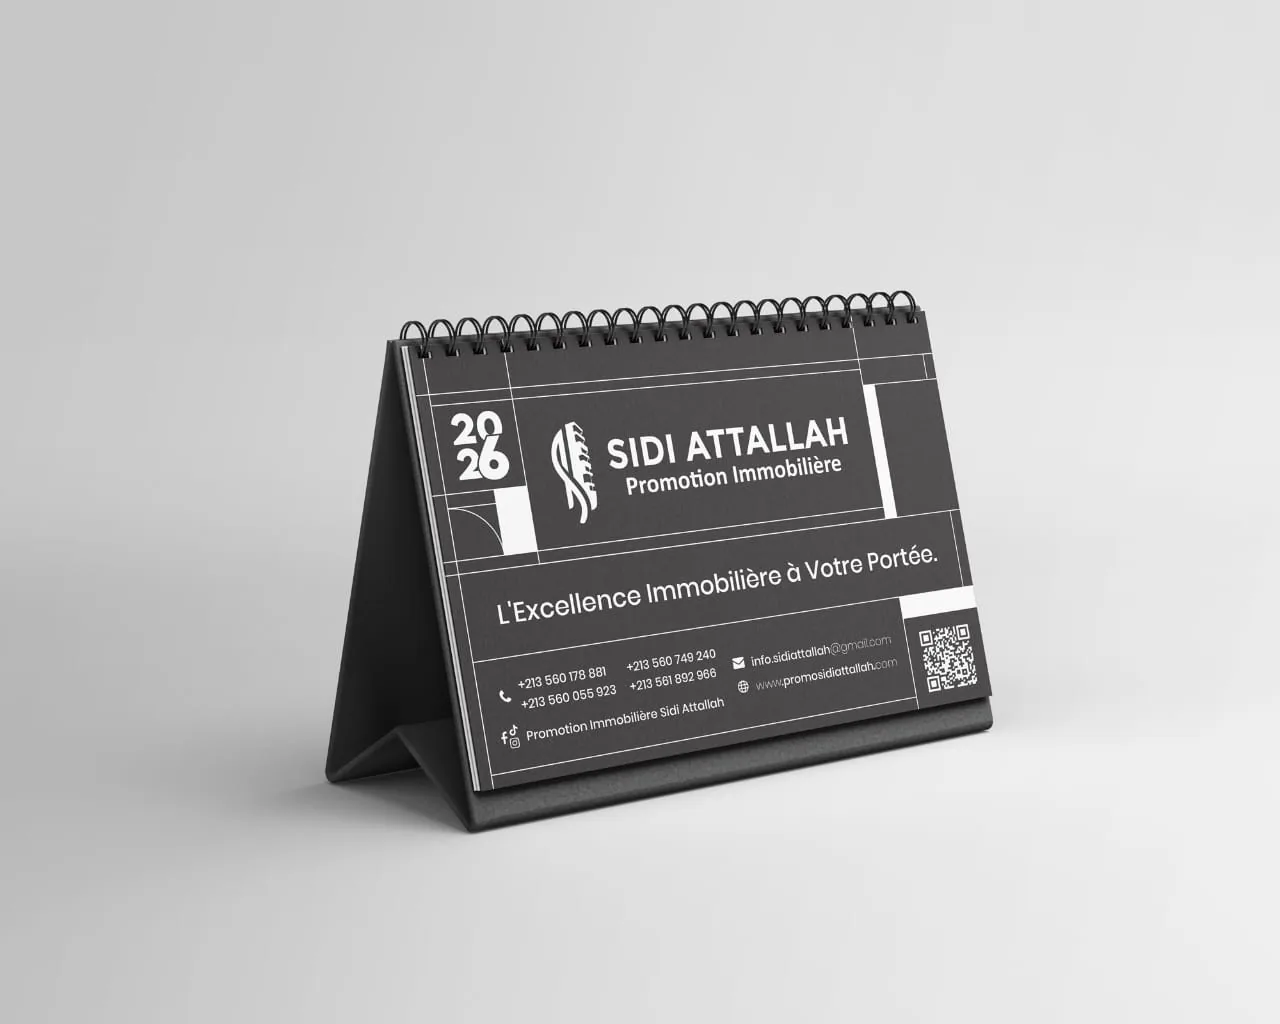 20
26
SIDI ATTALLAH
Promotion Immobilière
L'Excellence Immobilière à Votre Portée.
+213 560 178 881
+213 560 055 923
+213 560 749 240
+213 561 892 966
info.sidiattallah@gmail.com
www.promosidiattallah.com
Promotion Immobilière Sidi Attallah